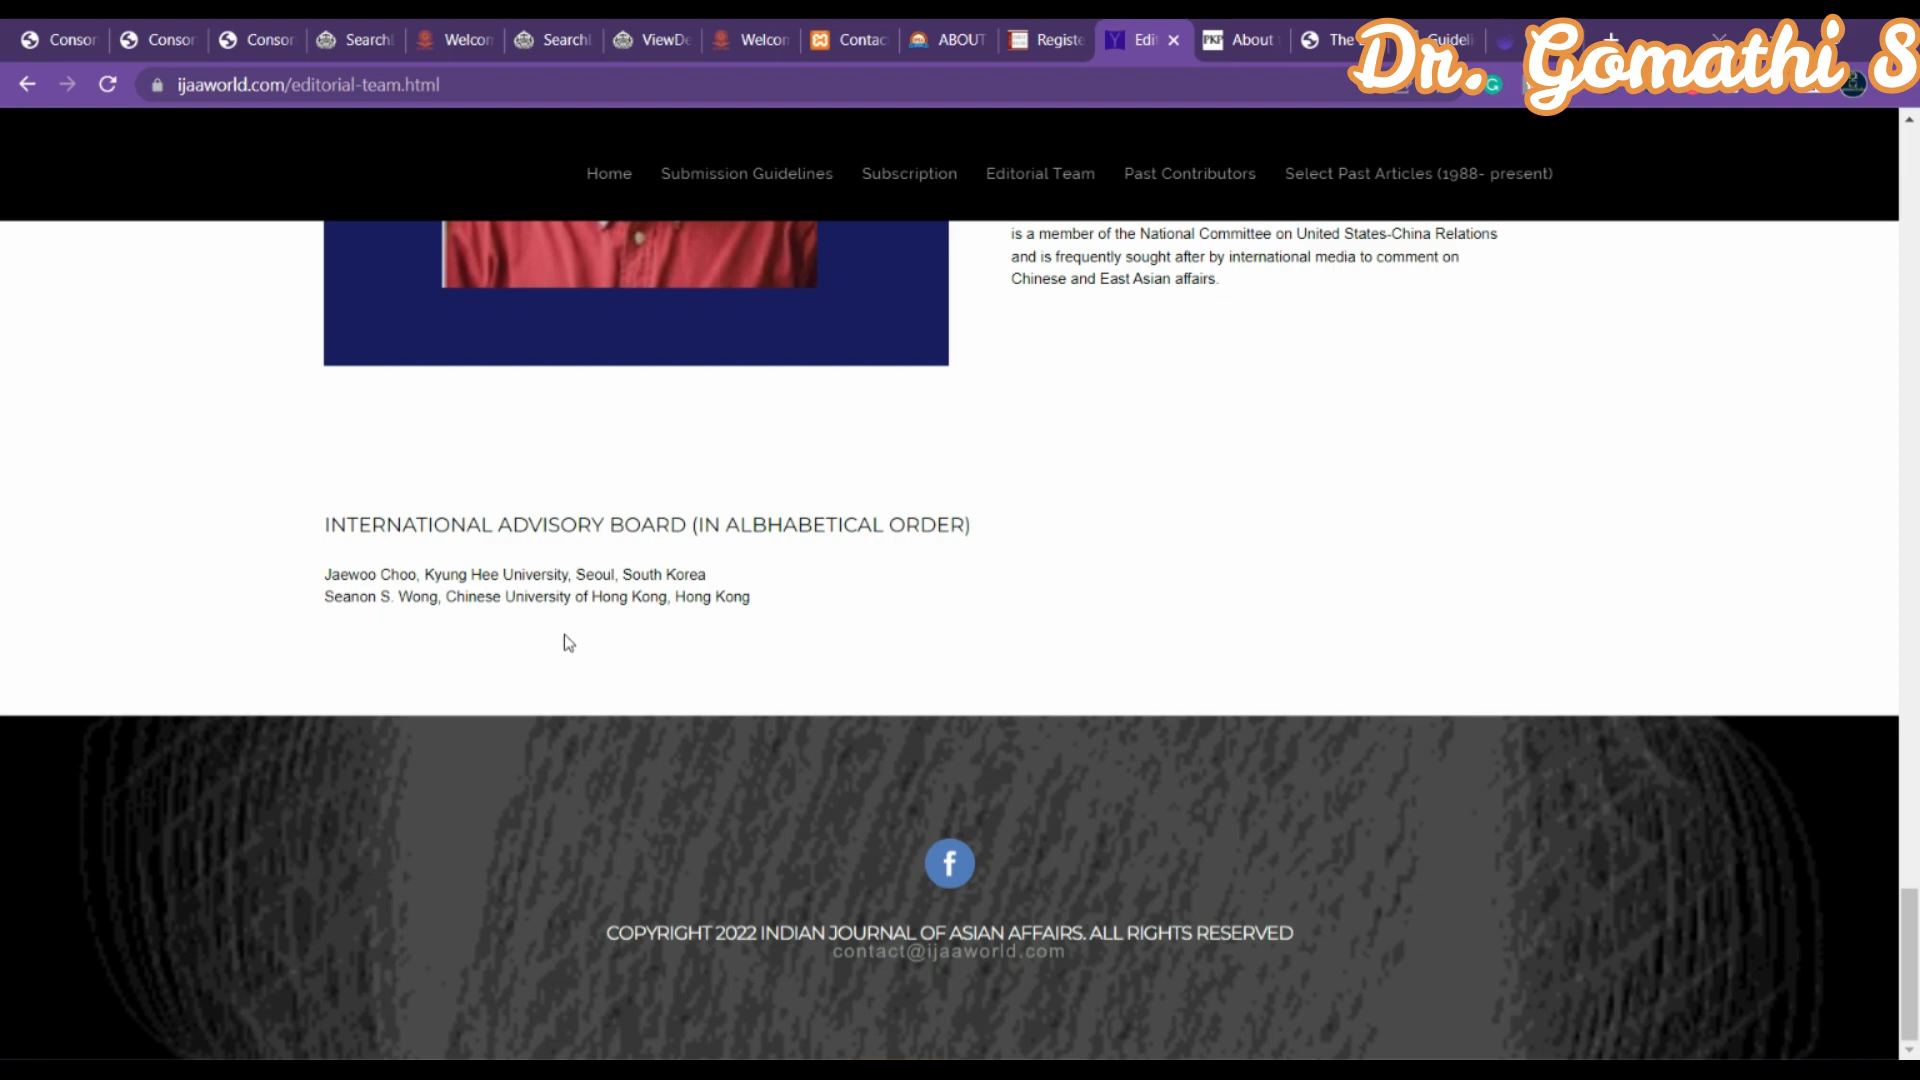 Consor Consor Consor Search Welcon Search ViewDe Welcon Contac ABOUT Registe Edi About The Guideli
Dr. Gomathi S
ijaaworld.com/editorial-team.html
Home Submission Guidelines Subscription Editorial Team Past Contributors Select Past Articles (1988- present)
is a member of the National Committee on United States-China Relations
and is frequently sought after by international media to comment on
Chinese and East Asian affairs.
INTERNATIONAL ADVISORY BOARD (IN ALBHABETICAL ORDER)
Jaewoo Choo, Kyung Hee University, Seoul, South Korea
Seanon S. Wong, Chinese University of Hong Kong, Hong Kong
f
COPYRIGHT 2022 INDIAN JOURNAL OF ASIAN AFFAIRS. ALL RIGHTS RESERVED
contact@ijaaworld.com